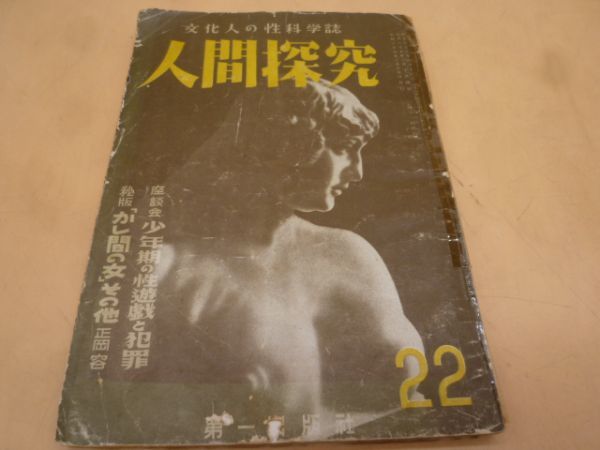 文化人の性科学誌
人間探究
座談会 少年期の性遊戯と犯罪
秘版「かし間の女」その他 正岡容
22
第一出版社